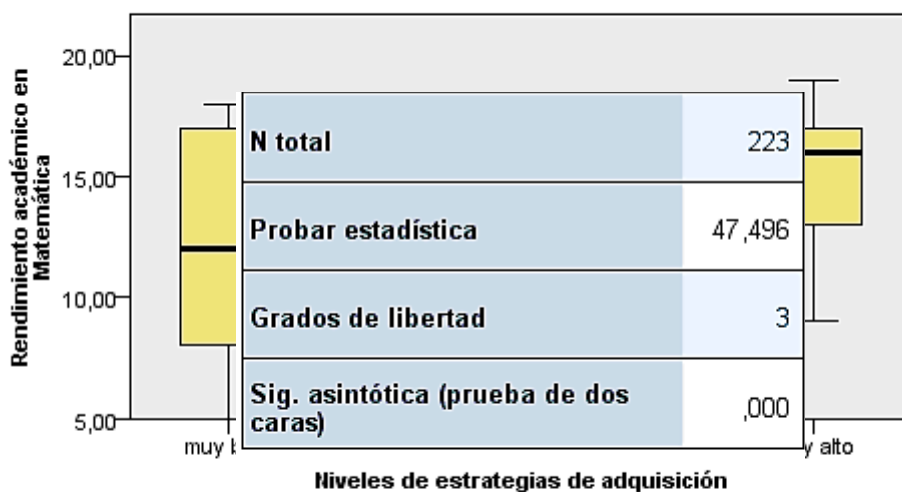 Rendimiento académico en
Matemática
20,00
15,00
10,00
5,00
N total 223
Probar estadística 47,496
Grados de libertad 3
Sig. asintótica (prueba de dos
caras) ,000
muy
alto
Niveles de estrategias de adquisición